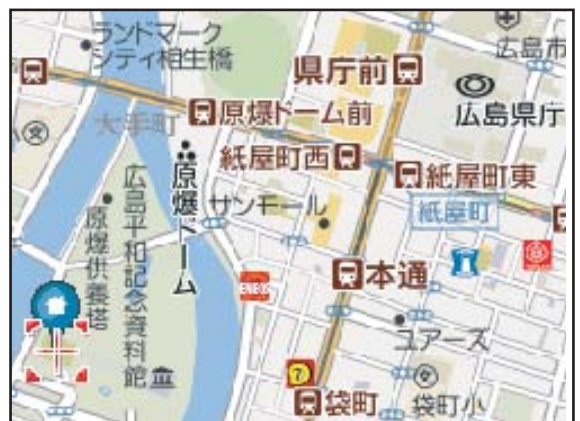 ランドマーク
シティ相生橋
県庁前
広島市
広島県庁
原爆ドーム前
大手町
紙屋町西
紙屋町東
紙屋町
サンモール
原爆ドーム
広島平和記念資料館
原爆供養塔
ENEOS
本通
ユアーズ
7
袋町
袋町小